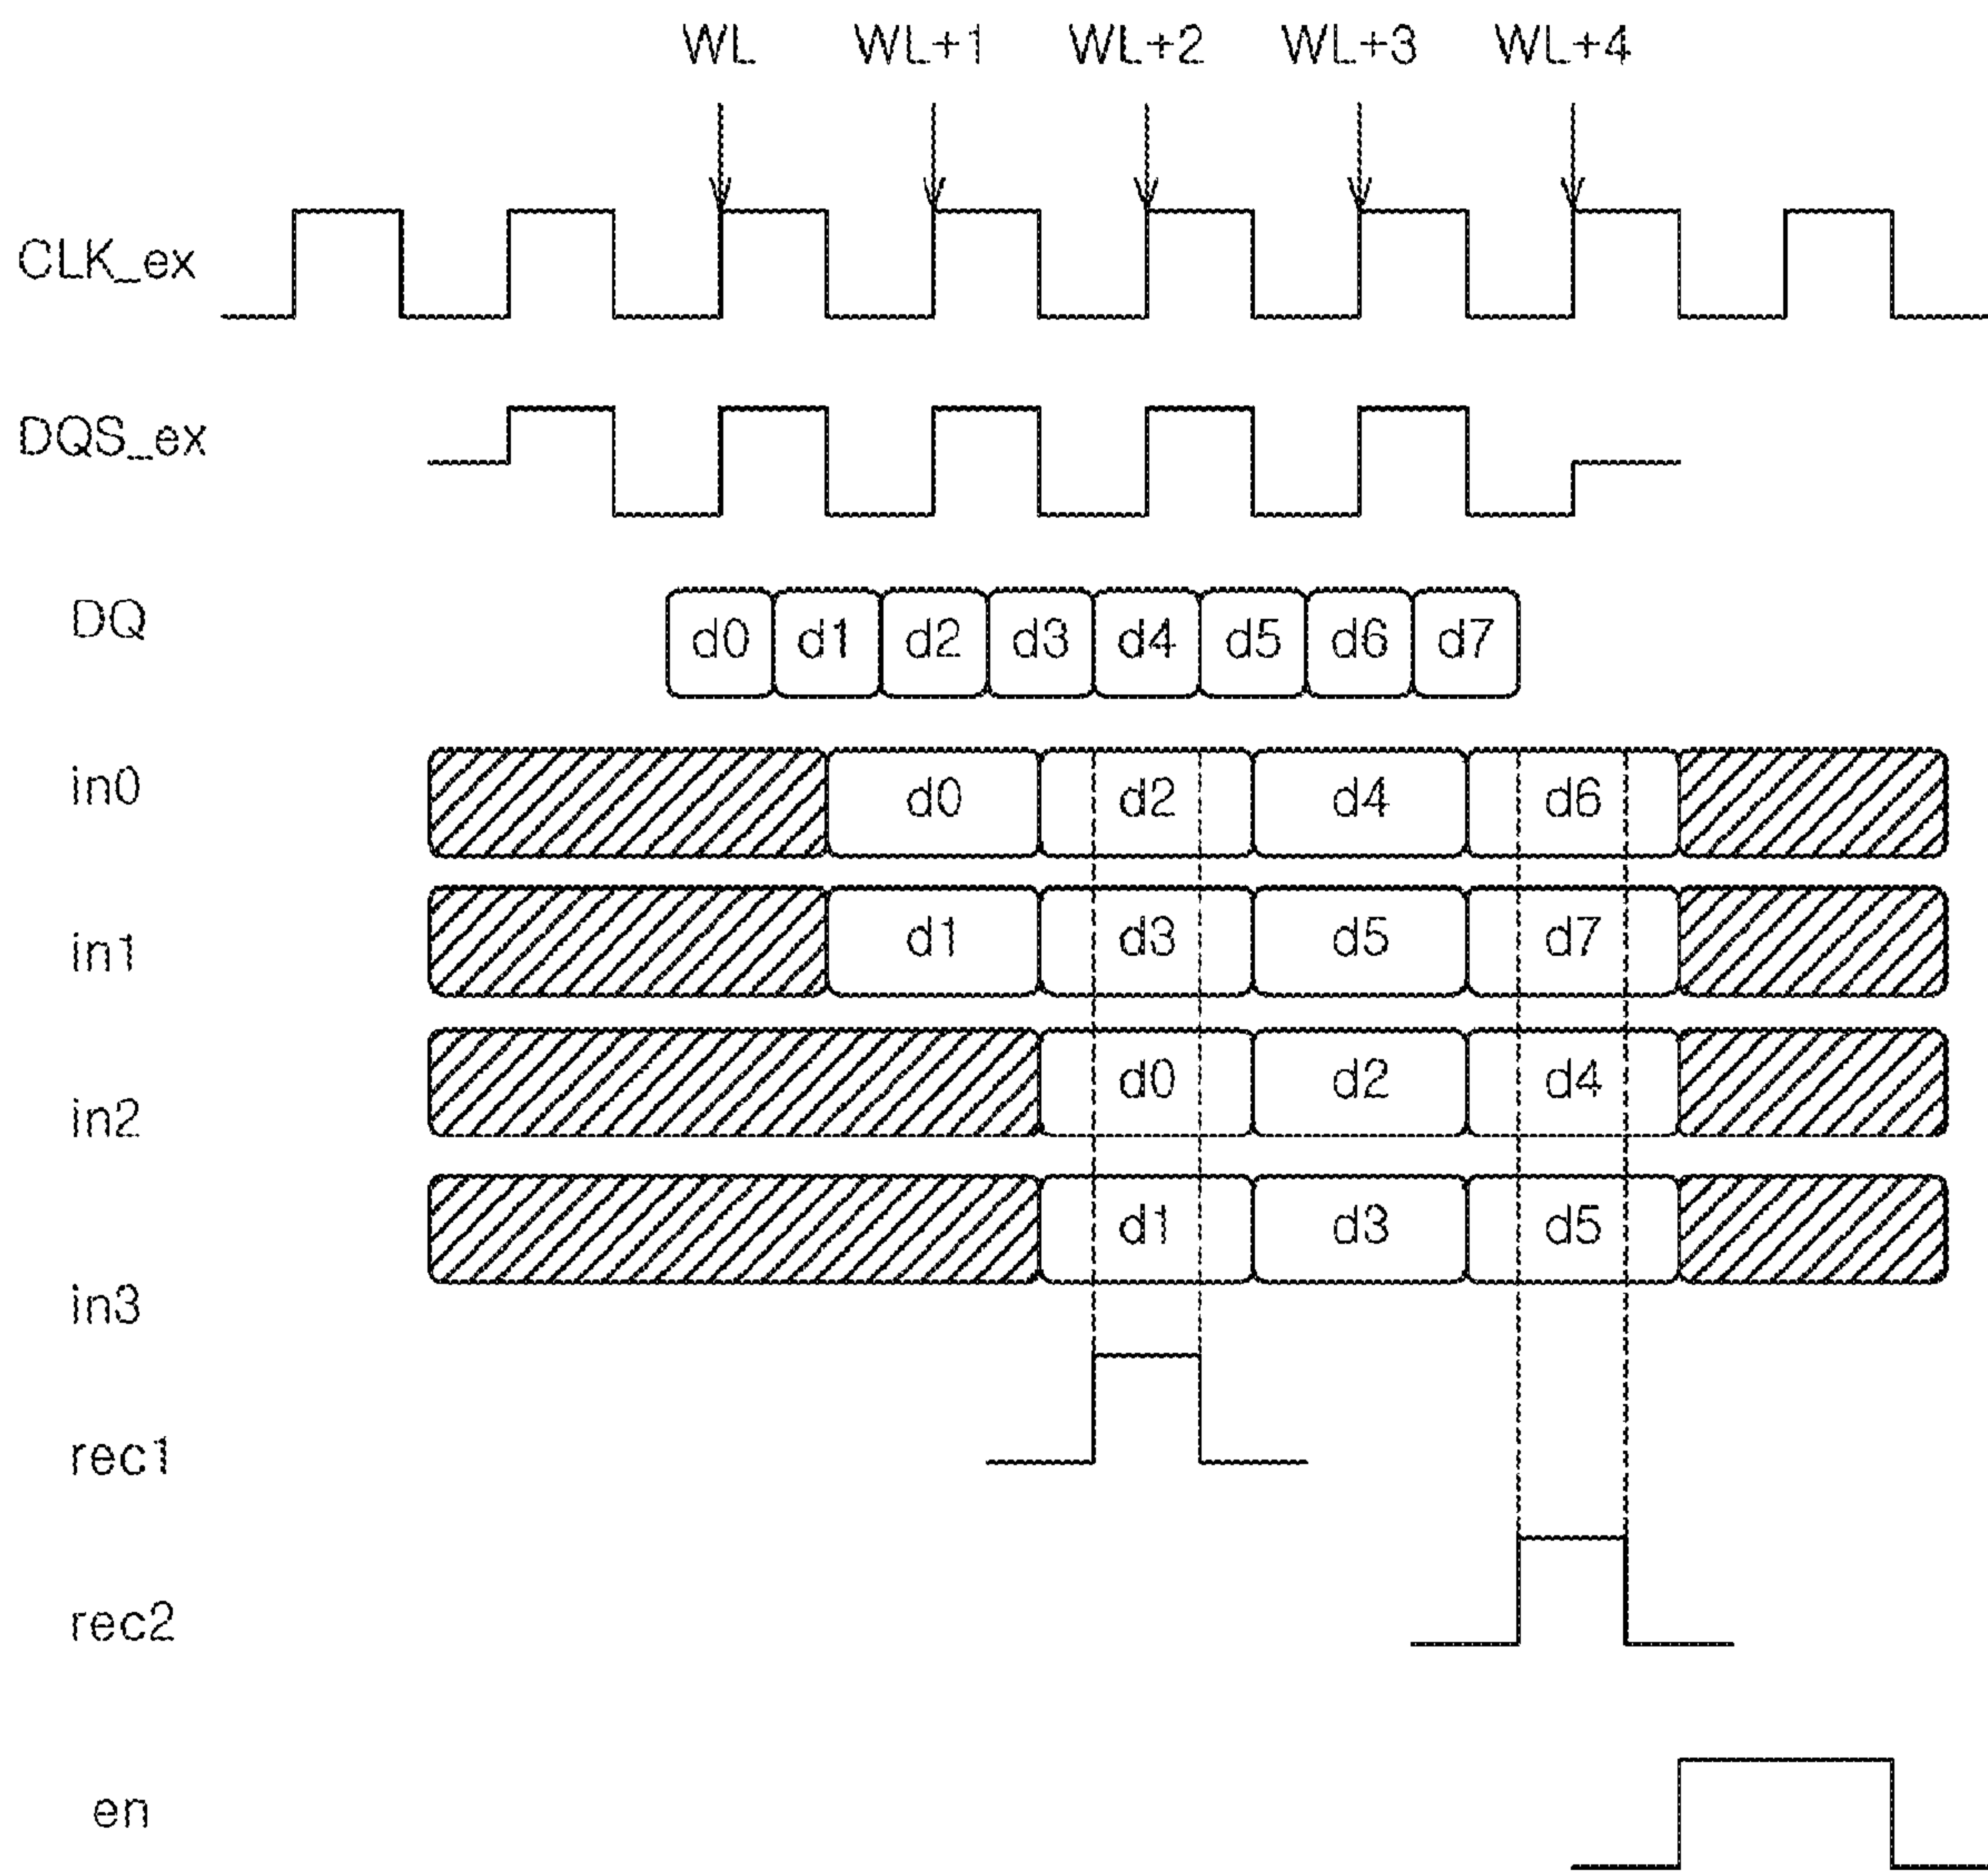 WL WL+1 WL+2 WL+3 WL+4
CLK_ex
DQS_ex
DQ d0 d1 d2 d3 d4 d5 d6 d7
in0 d0 d2 d4 d6
in1 d1 d3 d5 d7
in2 d0 d2 d4
in3 d1 d3 d5
rec1
rec2
en